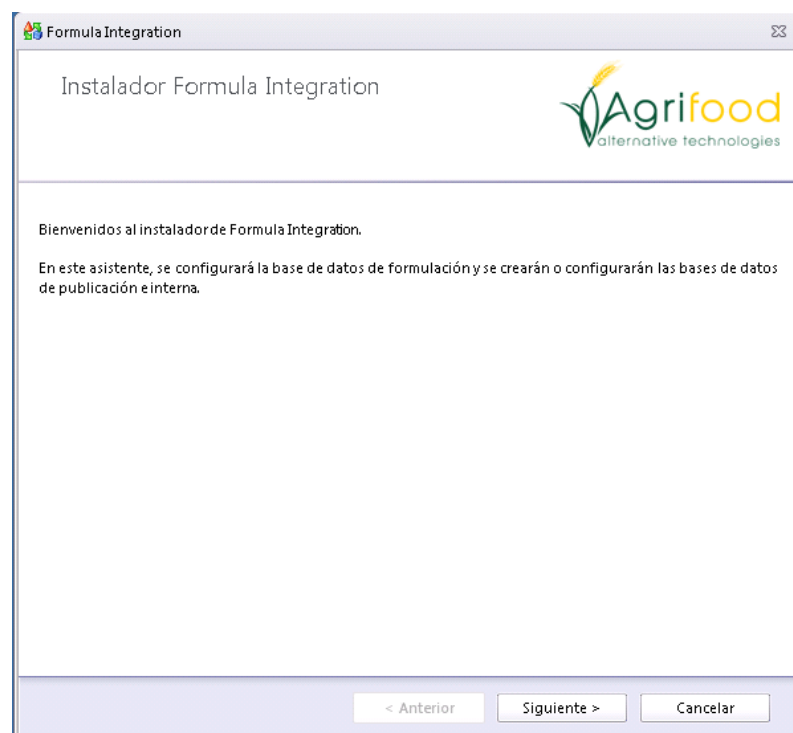 Formula Integration
Instalador Formula Integration
Agrifood
alternative technologies
Bienvenidos al instalador de Formula Integration.
En este asistente, se configurará la base de datos de formulación y se crearán o configurarán las bases de datos
de publicación e interna.
< Anterior
Siguiente >
Cancelar